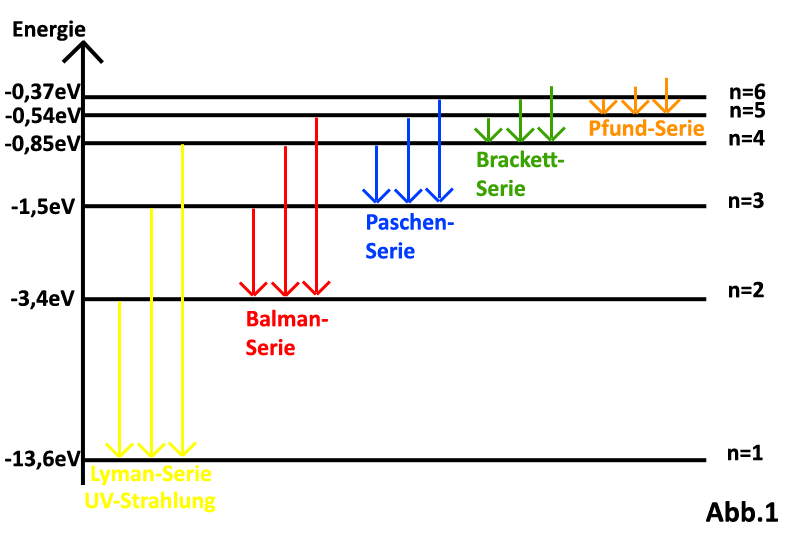 Energie
-0,37eV
n=6
-0,54eV
n=5
Pfund-Serie
-0,85eV
n=4
Brackett-
Serie
-1,5eV
n=3
Paschen-
Serie
-3,4eV
n=2
Balman-
Serie
-13,6eV
n=1
Lyman-Serie
UV-Strahlung
Abb.1